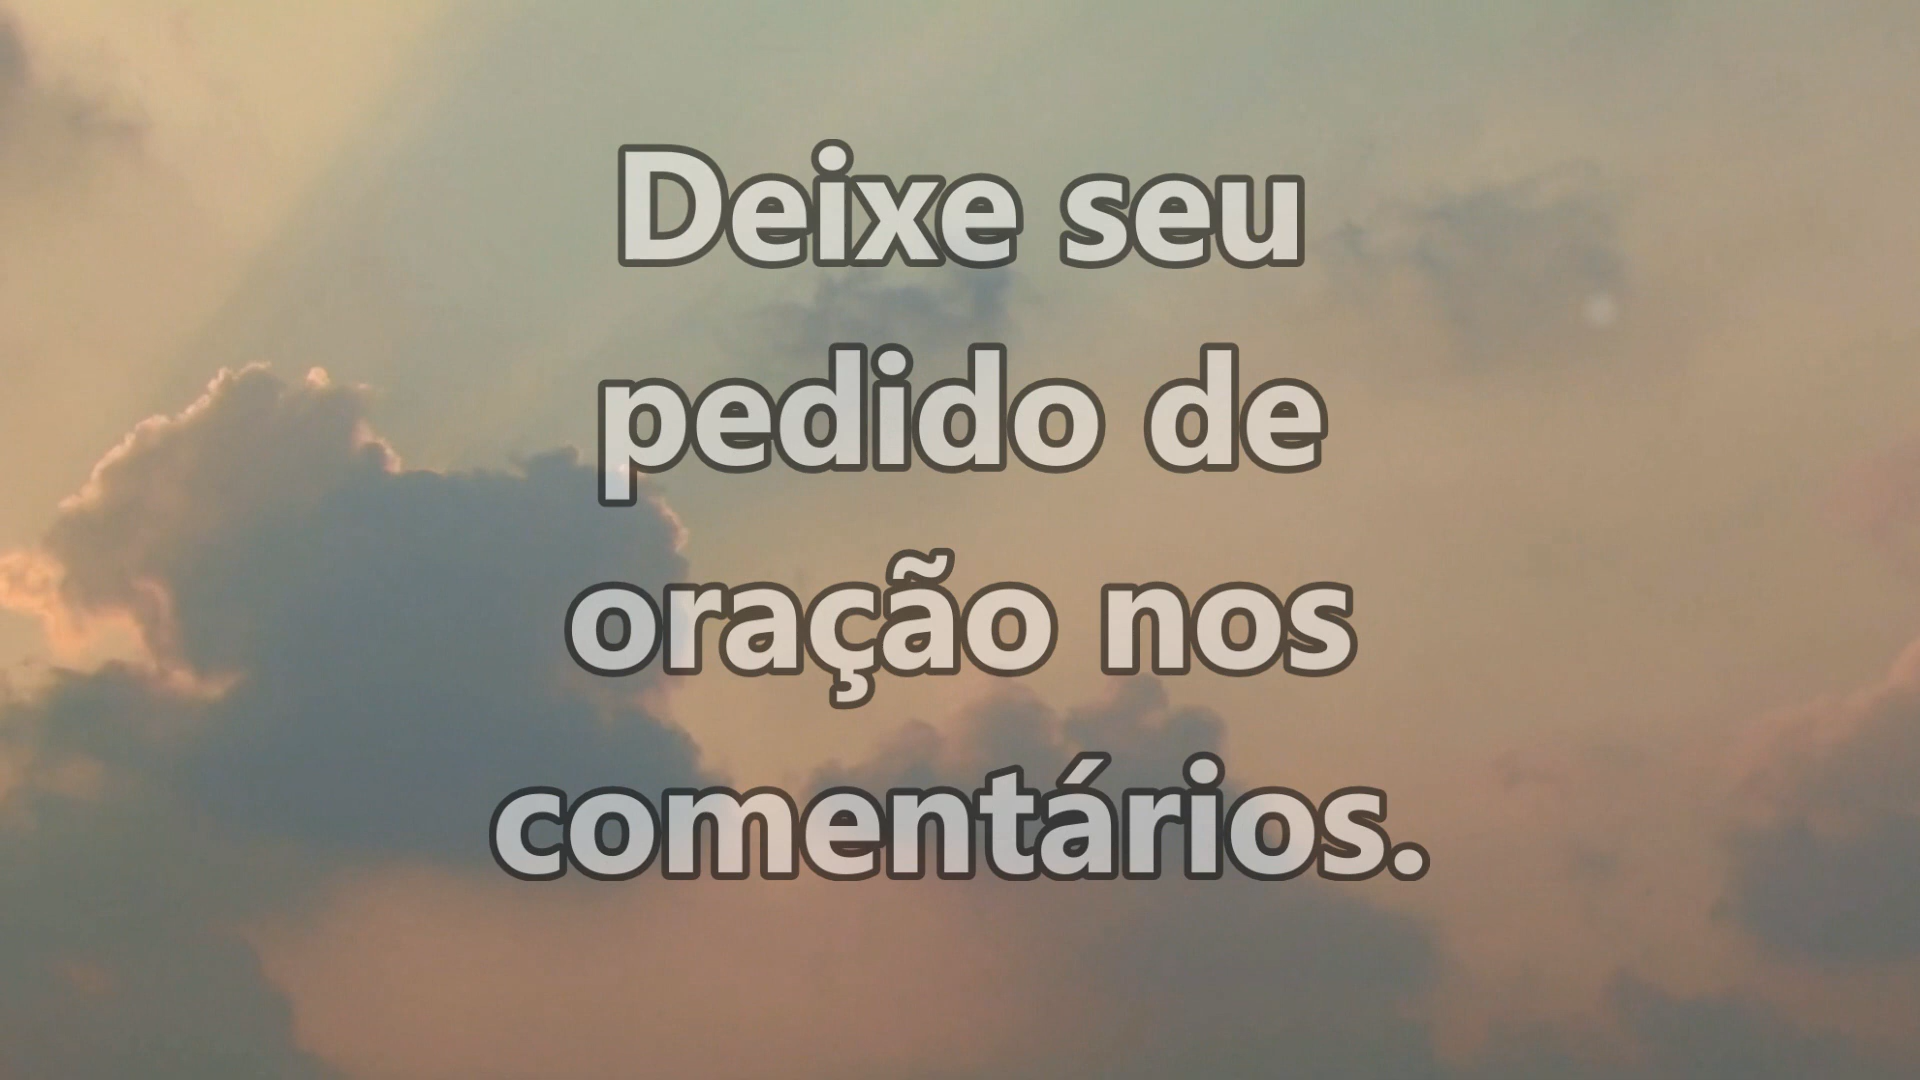 Deixe seu
pedido de
oração nos
comentários.